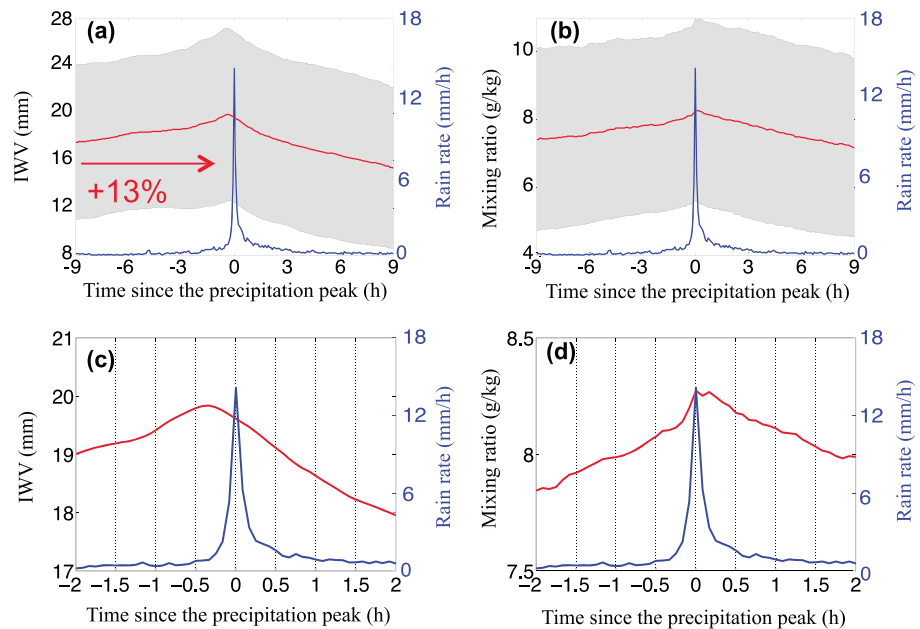 (a)
28
24
20
16
12
8
IWV (mm)
+13%
18
12
6
0
Rain rate (mm/h)
-9 -6 -3 0 3 6 9
Time since the precipitation peak (h)
(b)
10
8
6
4
Mixing ratio (g/kg)
18
12
6
0
Rain rate (mm/h)
-9 -6 -3 0 3 6 9
Time since the precipitation peak (h)
(c)
21
20
19
18
17
IWV (mm)
18
12
6
0
Rain rate (mm/h)
-2 -1.5 -1 -0.5 0 0.5 1 1.5 2
Time since the precipitation peak (h)
(d)
8.5
8
7.5
Mixing ratio (g/kg)
18
12
6
0
Rain rate (mm/h)
-2 -1.5 -1 -0.5 0 0.5 1 1.5 2
Time since the precipitation peak (h)